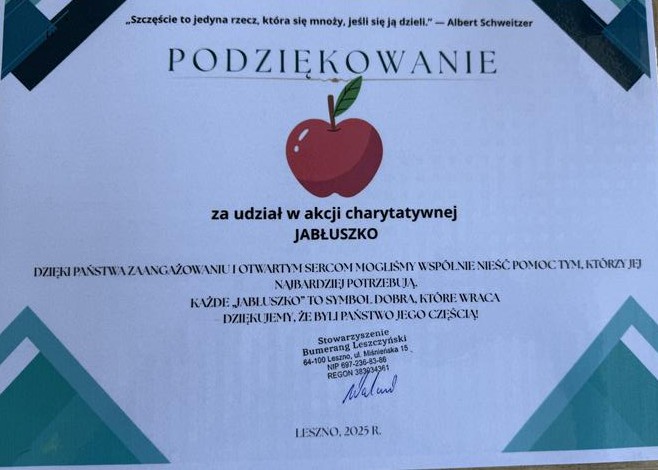 „Szczęście to jedyna rzecz, która się mnoży, jeśli się ją dzieli.” — Albert Schweitzer
PODZIĘKOWANIE
za udział w akcji charytatywnej
JABŁUSZKO
DZIĘKI PAŃSTWA ZAANGAŻOWANIU I OTWARTYM SERCOM MOGLIŚMY WSPÓLNIE NIEŚĆ POMOC TYM, KTÓRZY JEJ
NAJBARDZIEJ POTRZEBUJĄ.
KAŻDE „JABŁUSZKO” TO SYMBOL DOBRA, KTÓRE WRACA
– DZIĘKUJEMY, ŻE BYLI PAŃSTWO JEGO CZĘŚCIĄ!
Stowarzyszenie
Bumerang Leszczyński
64-100 Leszno, ul. Miśnieńska 15
NIP 697-236-83-86
REGON 383934361
LESZNO, 2025 R.